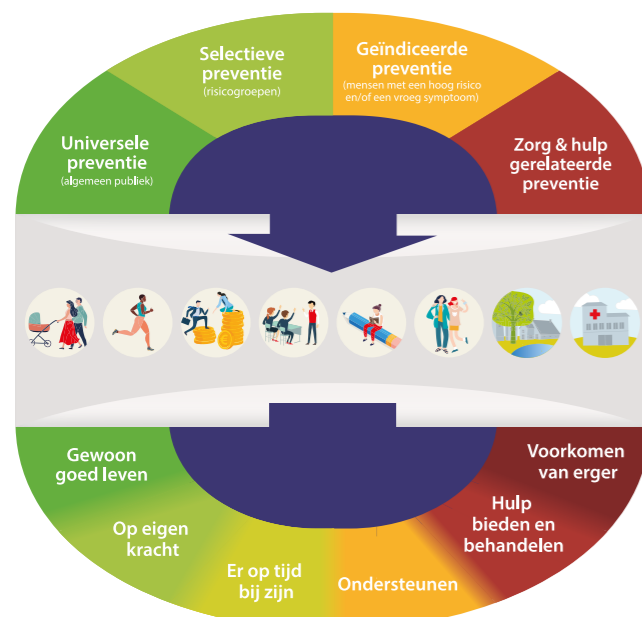 Universele
preventie
(algemeen publiek)
Selectieve
preventie
(risicogroepen)
Geïndiceerde
preventie
(mensen met een hoog risico
en/of een vroeg symptoom)
Zorg & hulp
gerelateerde
preventie
Gewoon
goed leven
Op eigen
kracht
Er op tijd
bij zijn
Ondersteunen
Hulp
bieden en
behandelen
Voorkomen
van erger